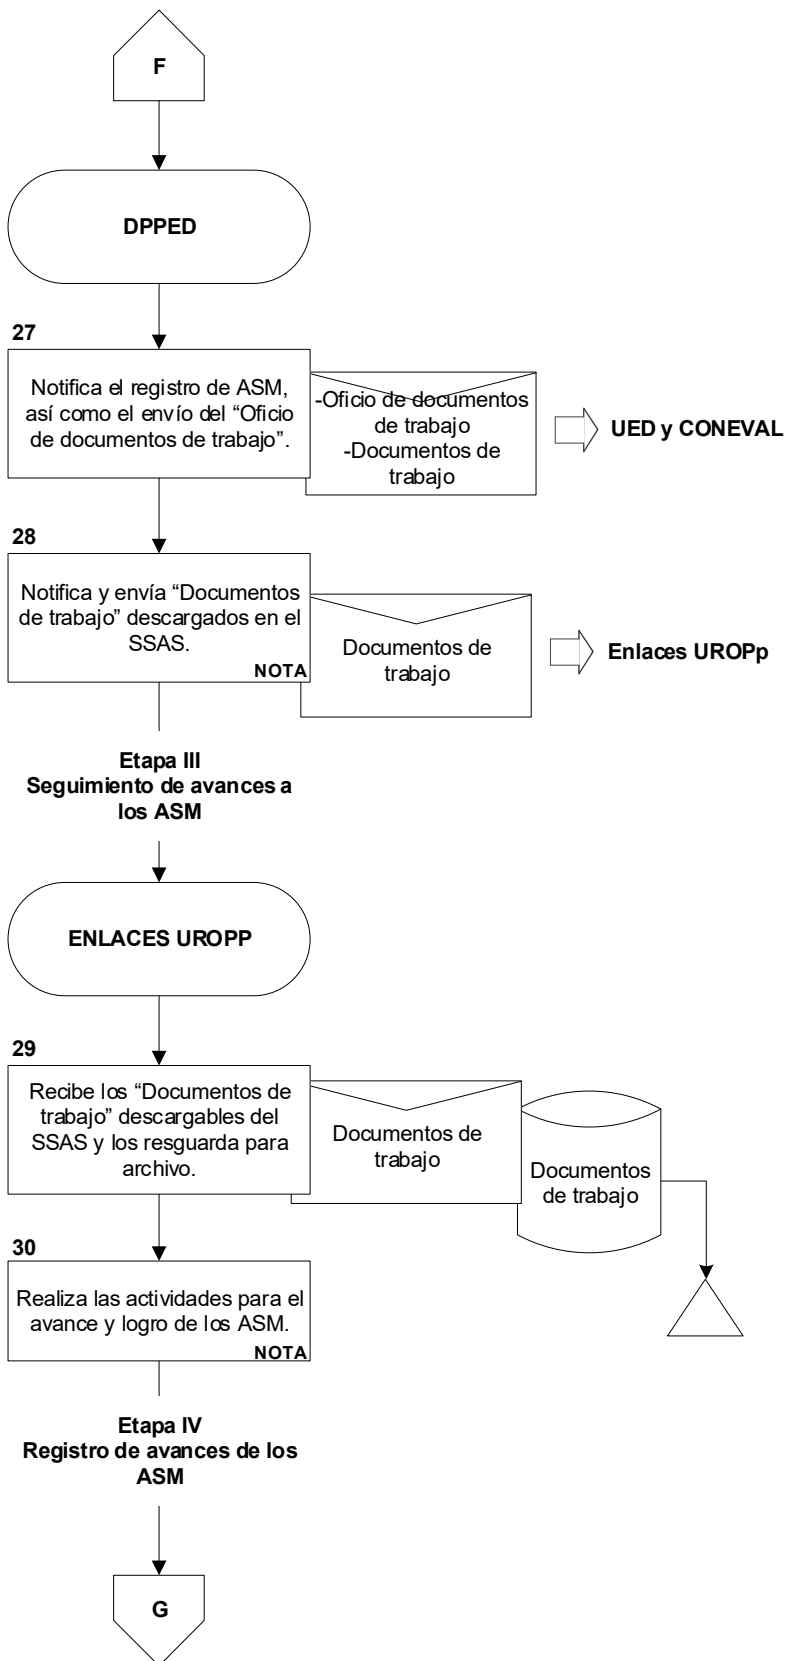 F
DPPED
27
Notifica el registro de ASM,
así como el envío del “Oficio
de documentos de trabajo”.
-Oficio de documentos
de trabajo
-Documentos de
trabajo
UED y CONEVAL
28
Notifica y envía “Documentos
de trabajo” descargados en el
SSAS.
NOTA
Documentos de
trabajo
Enlaces UROPp
Etapa III
Seguimiento de avances a
los ASM
ENLACES UROPP
29
Recibe los “Documentos de
trabajo” descargables del
SSAS y los resguarda para
archivo.
Documentos de
trabajo
Documentos
de trabajo
30
Realiza las actividades para el
avance y logro de los ASM.
NOTA
Etapa IV
Registro de avances de los
ASM
G